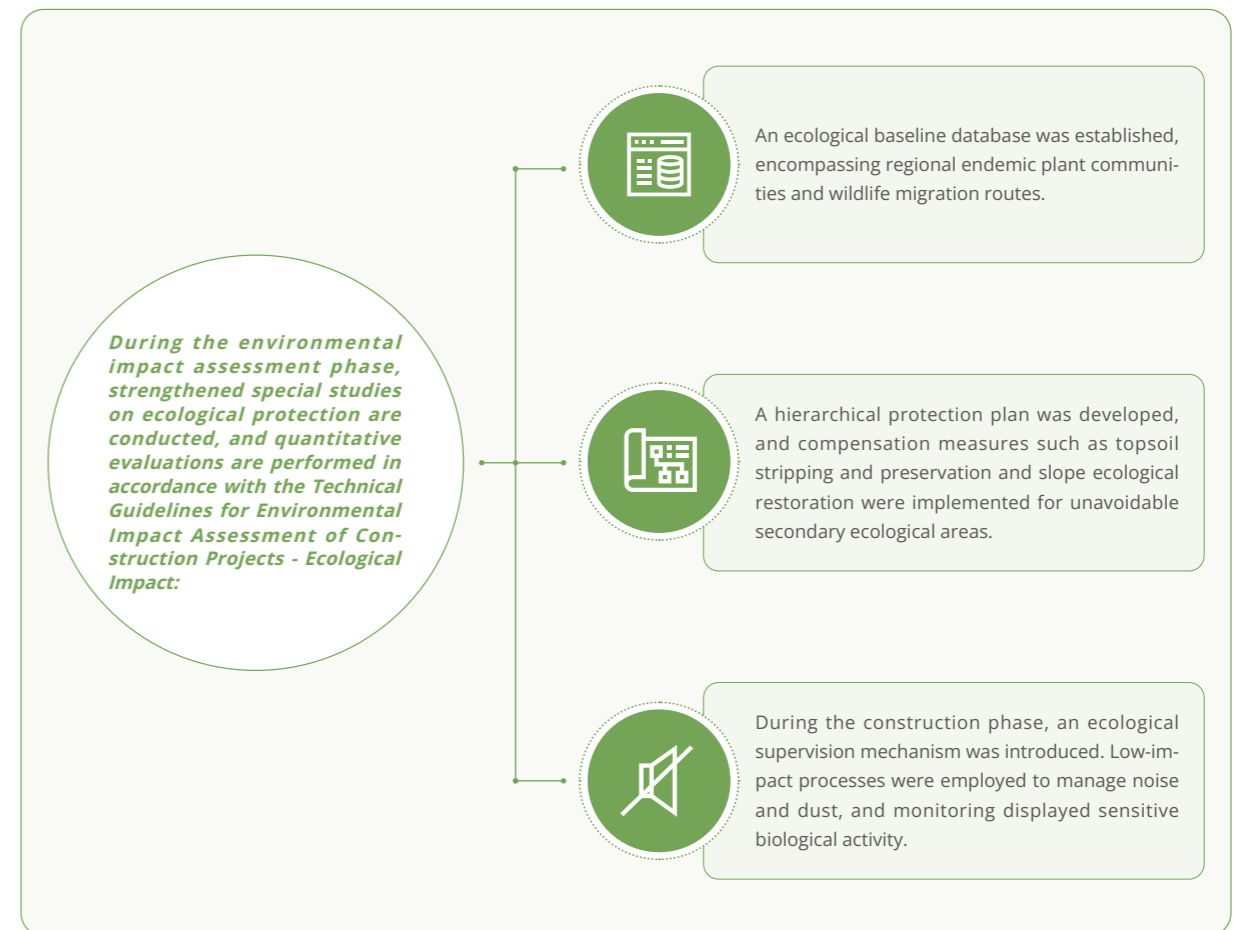 During the environmental
impact assessment phase,
strengthened special studies
on ecological protection are
conducted, and quantitative
evaluations are performed in
accordance with the Technical
Guidelines for Environmental
Impact Assessment of Con-
struction Projects - Ecological
Impact:
An ecological baseline database was established,
encompassing regional endemic plant communi-
ties and wildlife migration routes.
A hierarchical protection plan was developed,
and compensation measures such as topsoil
stripping and preservation and slope ecological
restoration were implemented for unavoidable
secondary ecological areas.
During the construction phase, an ecological
supervision mechanism was introduced. Low-im-
pact processes were employed to manage noise
and dust, and monitoring displayed sensitive
biological activity.